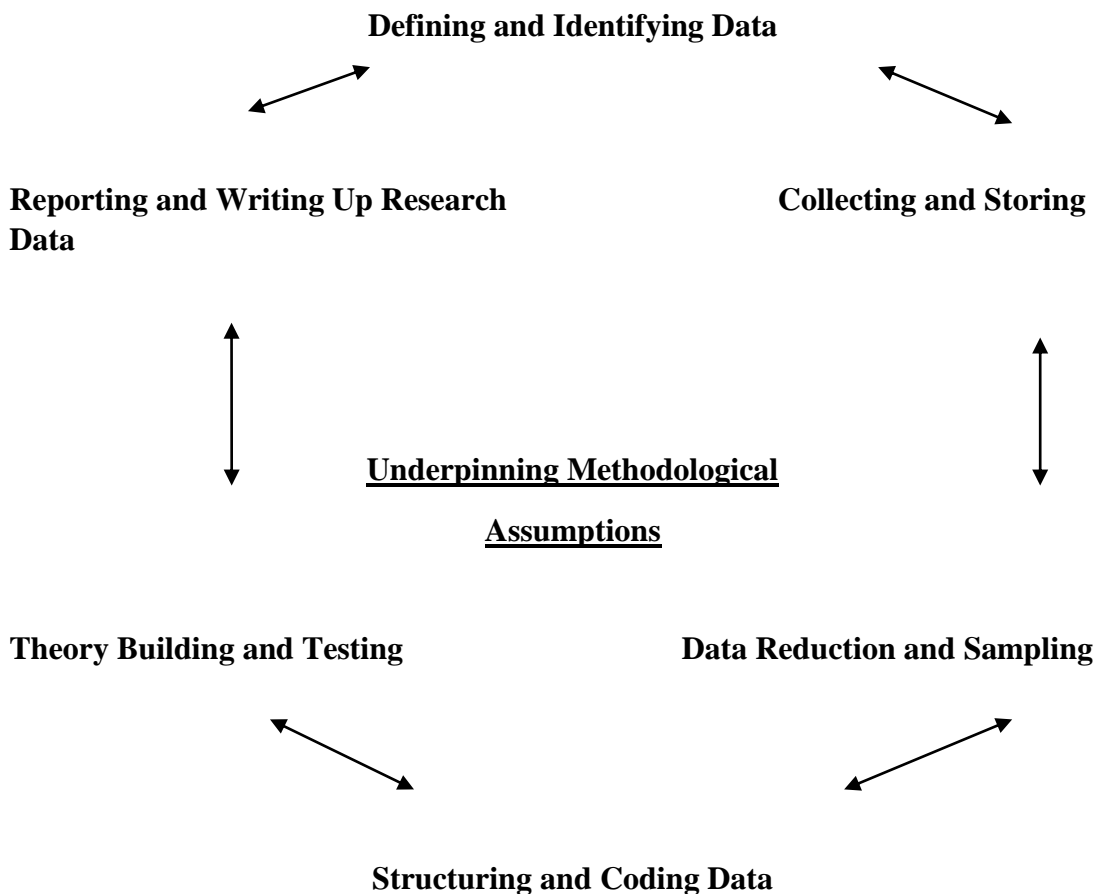 Defining and Identifying Data
Reporting and Writing Up Research
Data
Collecting and Storing
Underpinning Methodological
Assumptions
Theory Building and Testing
Data Reduction and Sampling
Structuring and Coding Data